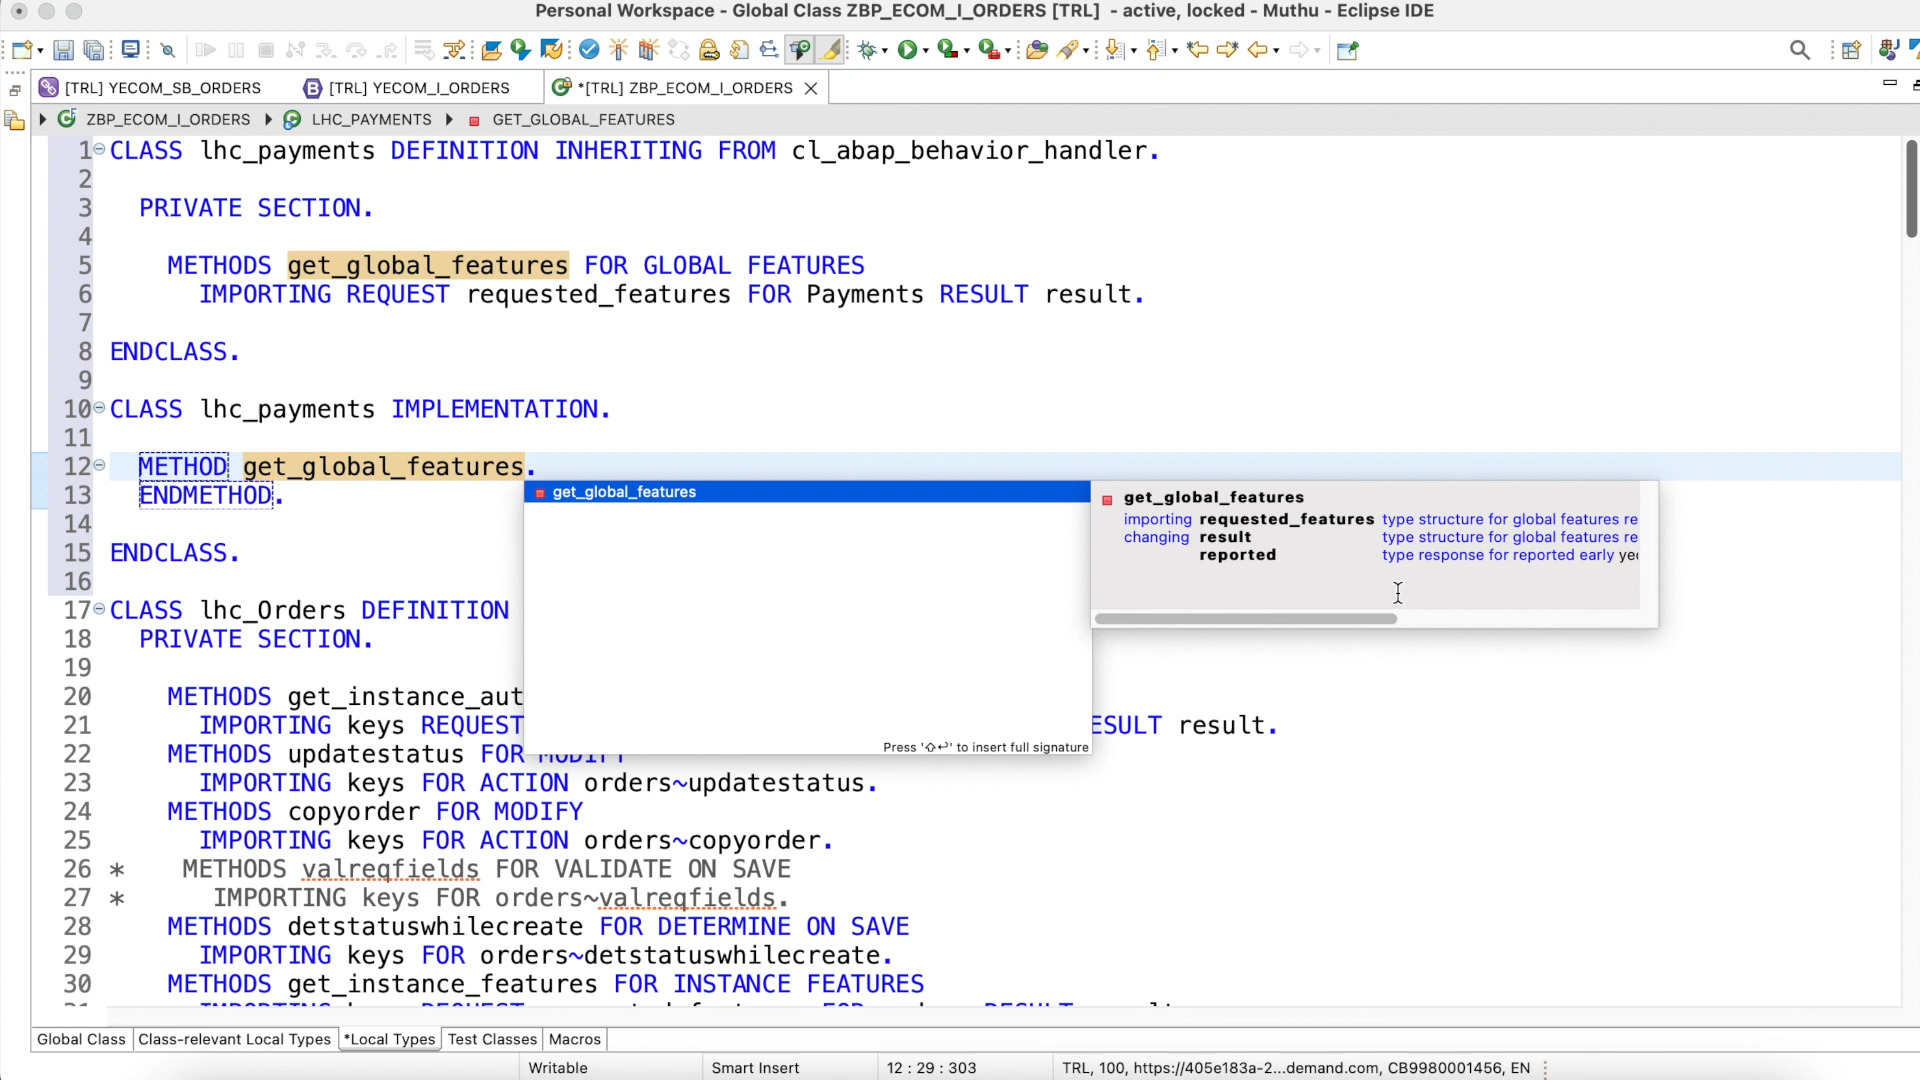 Personal Workspace - Global Class ZBP_ECOM_I_ORDERS [TRL] - active, locked - Muthu - Eclipse IDE
[TRL] YECOM_SB_ORDERS
[TRL] YECOM_I_ORDERS
*[TRL] ZBP_ECOM_I_ORDERS
ZBP_ECOM_I_ORDERS LHC_PAYMENTS GET_GLOBAL_FEATURES
1 CLASS lhc_payments DEFINITION INHERITING FROM cl_abap_behavior_handler.
2
3 PRIVATE SECTION.
4
5 METHODS get_global_features FOR GLOBAL FEATURES
6 IMPORTING REQUEST requested_features FOR Payments RESULT result.
7
8 ENDCLASS.
9
10 CLASS lhc_payments IMPLEMENTATION.
11
12 METHOD get_global_features.
13 ENDMETHOD.
14
15 ENDCLASS.
16
17 CLASS lhc_Orders DEFINITION
18 PRIVATE SECTION.
19
20 METHODS get_instance_aut
21 IMPORTING keys REQUEST ESULT result.
22 METHODS updatestatus FOR MODIFY
23 IMPORTING keys FOR ACTION orders~updatestatus.
24 METHODS copyorder FOR MODIFY
25 IMPORTING keys FOR ACTION orders~copyorder.
26 * METHODS valreqfields FOR VALIDATE ON SAVE
27 * IMPORTING keys FOR orders~valreqfields.
28 METHODS detstatuswhilecreate FOR DETERMINE ON SAVE
29 IMPORTING keys FOR orders~detstatuswhilecreate.
30 METHODS get_instance_features FOR INSTANCE FEATURES
get_global_features
Press '⇧↩' to insert full signature
get_global_features
importing requested_features type structure for global features re
changing result type structure for global features re
reported type response for reported early yec
Global Class
Class-relevant Local Types
*Local Types
Test Classes
Macros
Writable
Smart Insert
12 : 29 : 303
TRL, 100, https://405e183a-2...demand.com, CB9980001456, EN